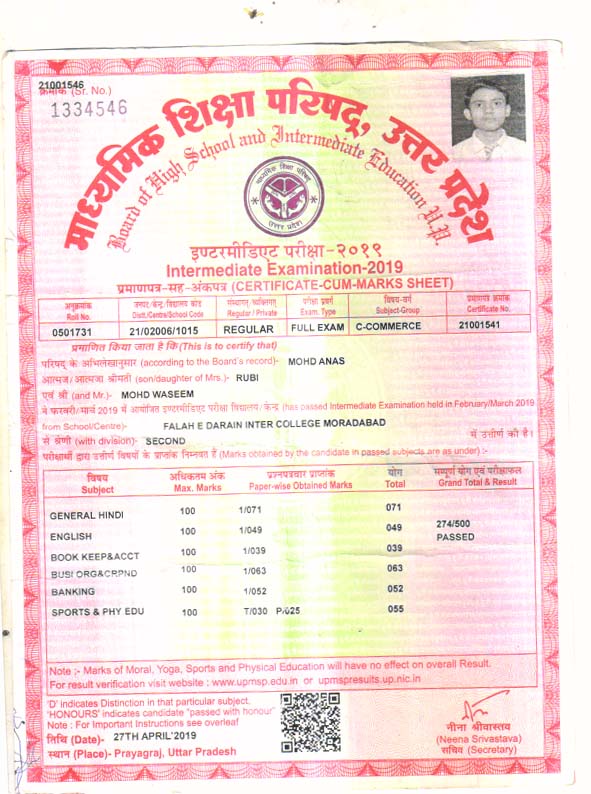 21001546
क्रमांक (Sr. No.)
1334546
माध्यमिक शिक्षा परिषद्, उत्तर प्रदेश
Board of High School and Intermediate Education U.P.
माध्यमिक शिक्षा परिषद्
उत्तर प्रदेश
इण्टरमीडिएट परीक्षा-२०१९
Intermediate Examination-2019
प्रमाणपत्र-सह-अंकपत्र (CERTIFICATE-CUM-MARKS SHEET)
अनुक्रमांक जनपद/केन्द्र/विद्यालय कोड संस्थागत/व्यक्तिगत परीक्षा प्रवर्ग विषय-वर्ग प्रमाणपत्र क्रमांक
Roll No. Distt./Centre/School Code Regular / Private Exam. Type Subject-Group Certificate No.
0501731 21/02006/1015 REGULAR FULL EXAM C-COMMERCE 21001541
प्रमाणित किया जाता है कि (This is to certify that)
परिषद् के अभिलेखानुसार (according to the Board's record)- MOHD ANAS
आत्मज/आत्मजा श्रीमती (son/daughter of Mrs.)- RUBI
एवं श्री (and Mr.)- MOHD WASEEM
ने फरवरी/मार्च 2019 में आयोजित इण्टरमीडिएट परीक्षा विद्यालय/केन्द्र (has passed Intermediate Examination held in February/March 2019
from School/Centre)- FALAH E DARAIN INTER COLLEGE MORADABAD
से श्रेणी (with division)- SECOND में उत्तीर्ण की है।
परीक्षार्थी द्वारा उत्तीर्ण विषयों के प्राप्तांक निम्नवत हैं (Marks obtained by the candidate in passed subjects are as under) :-
विषय अधिकतम अंक प्रश्नपत्रवार प्राप्तांक योग सम्पूर्ण योग एवं परीक्षाफल
Subject Max. Marks Paper-wise Obtained Marks Total Grand Total & Result
GENERAL HINDI 100 1/071 071
ENGLISH 100 1/049 049 274/500
PASSED
BOOK KEEP&ACCT 100 1/039 039
BUSI ORG&CRPND 100 1/063 063
BANKING 100 1/052 052
SPORTS & PHY EDU 100 T/030 P/025 055
Note :- Marks of Moral, Yoga, Sports and Physical Education will have no effect on overall Result.
For result verification visit website : www.upmsp.edu.in or upmspresults.up.nic.in
'D' indicates Distinction in that particular subject.
'HONOURS' indicates candidate "passed with honour"
Note : For Important Instructions see overleaf
तिथि (Date)- 27TH APRIL'2019
स्थान (Place)- Prayagraj, Uttar Pradesh
नीना श्रीवास्तव
(Neena Srivastava)
सचिव (Secretary)